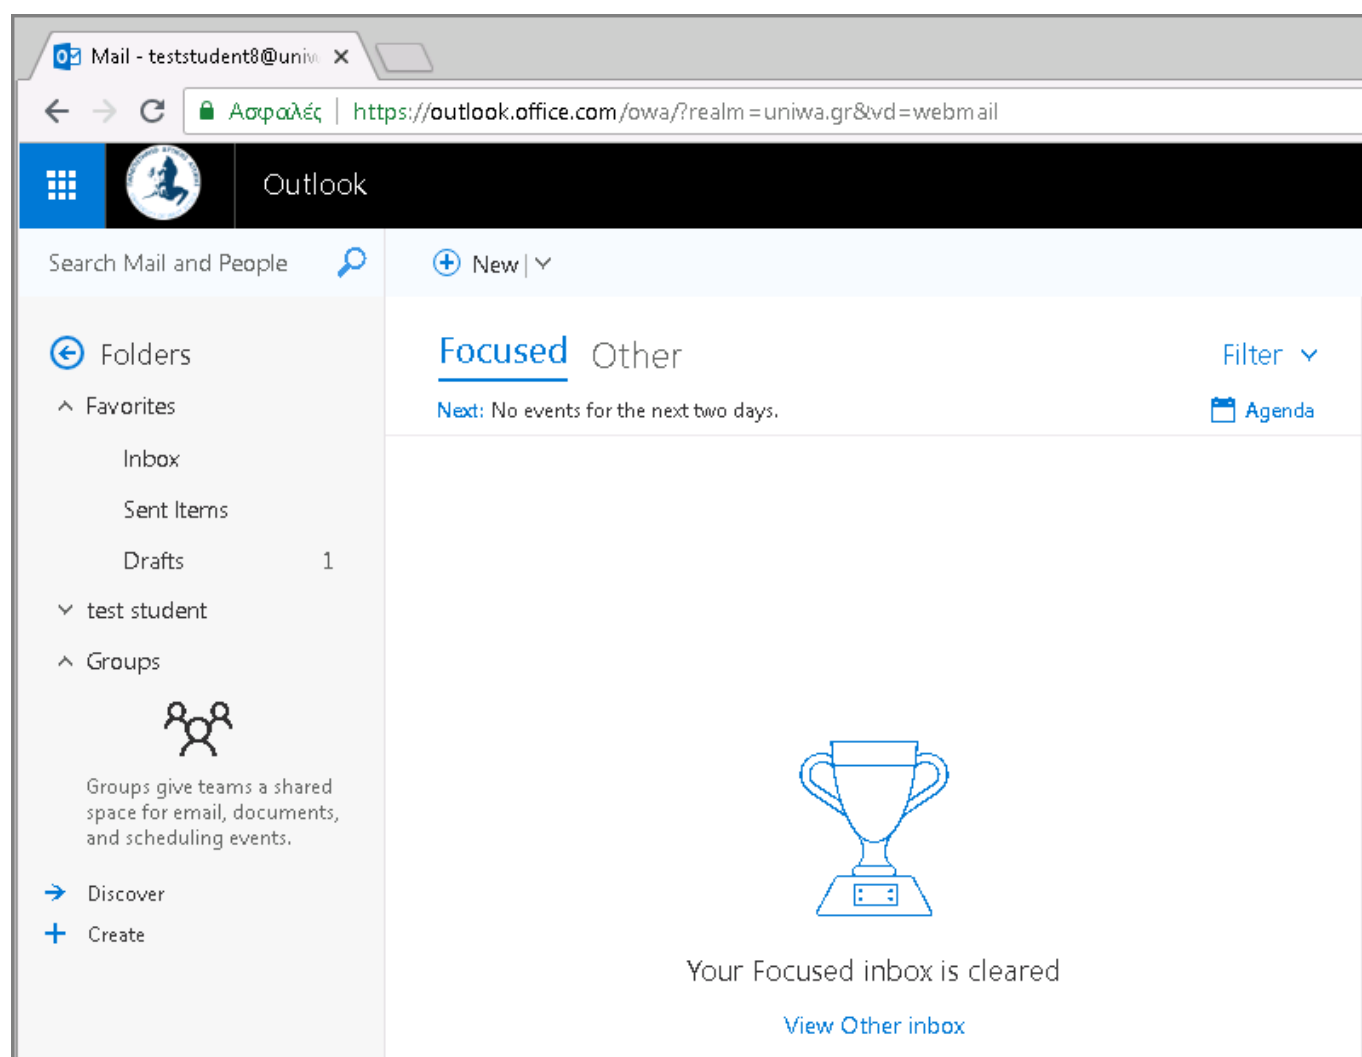 Mail - teststudent8@uniw
Ασφαλές | https://outlook.office.com/owa/?realm=uniwa.gr&vd=webmail
Outlook
Search Mail and People
New
Folders
Focused Other
Filter
Favorites
Next: No events for the next two days.
Agenda
Inbox
Sent Items
Drafts 1
test student
Groups
Groups give teams a shared
space for email, documents,
and scheduling events.
Discover
Create
Your Focused inbox is cleared
View Other inbox